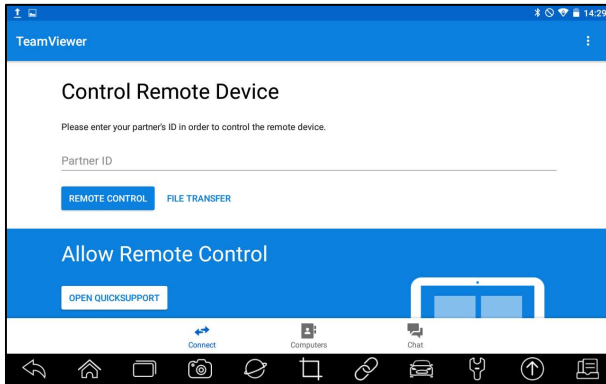 14:29
TeamViewer
Control Remote Device
Please enter your partner's ID in order to control the remote device.
Partner ID
REMOTE CONTROL FILE TRANSFER
Allow Remote Control
OPEN QUICKSUPPORT
Connect Computers Chat